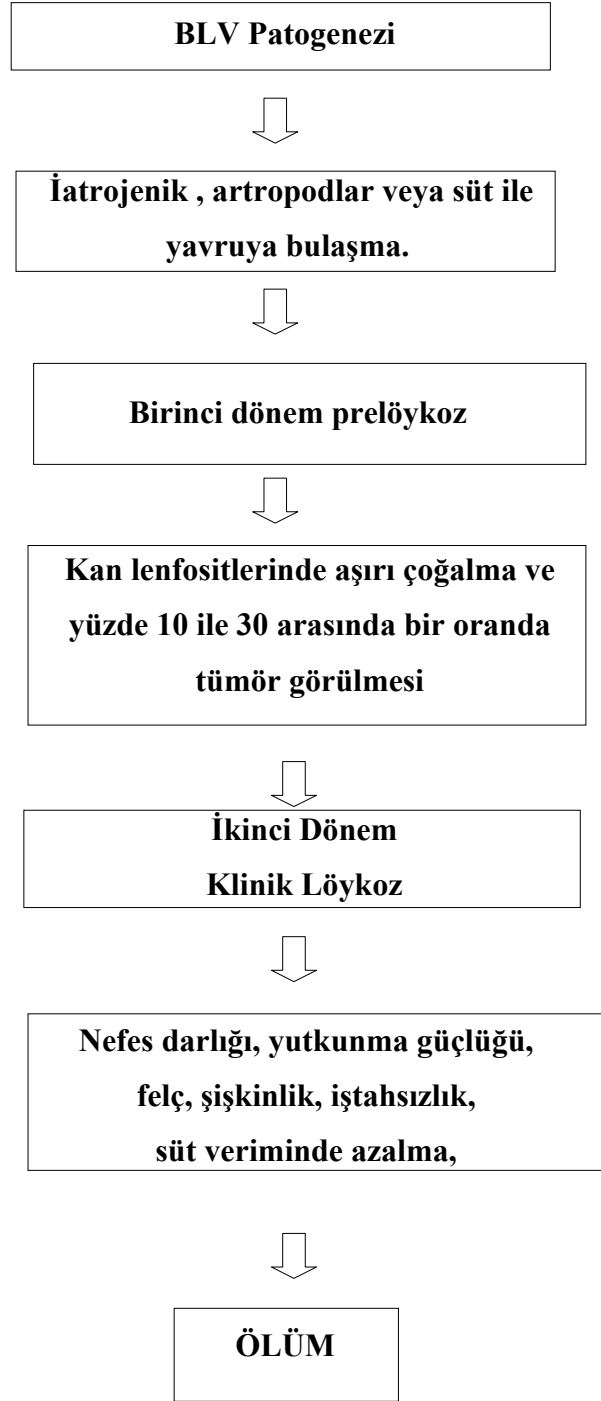 BLV Patogenezi
İatrojenik , artropodlar veya süt ile
yavruya bulaşma.
Birinci dönem prelöykoz
Kan lenfositlerinde aşırı çoğalma ve
yüzde 10 ile 30 arasında bir oranda
tümör görülmesi
İkinci Dönem
Klinik Löykoz
Nefes darlığı, yutkunma güçlüğü,
felç, şişkinlik, iştahsızlık,
süt veriminde azalma,
ÖLÜM